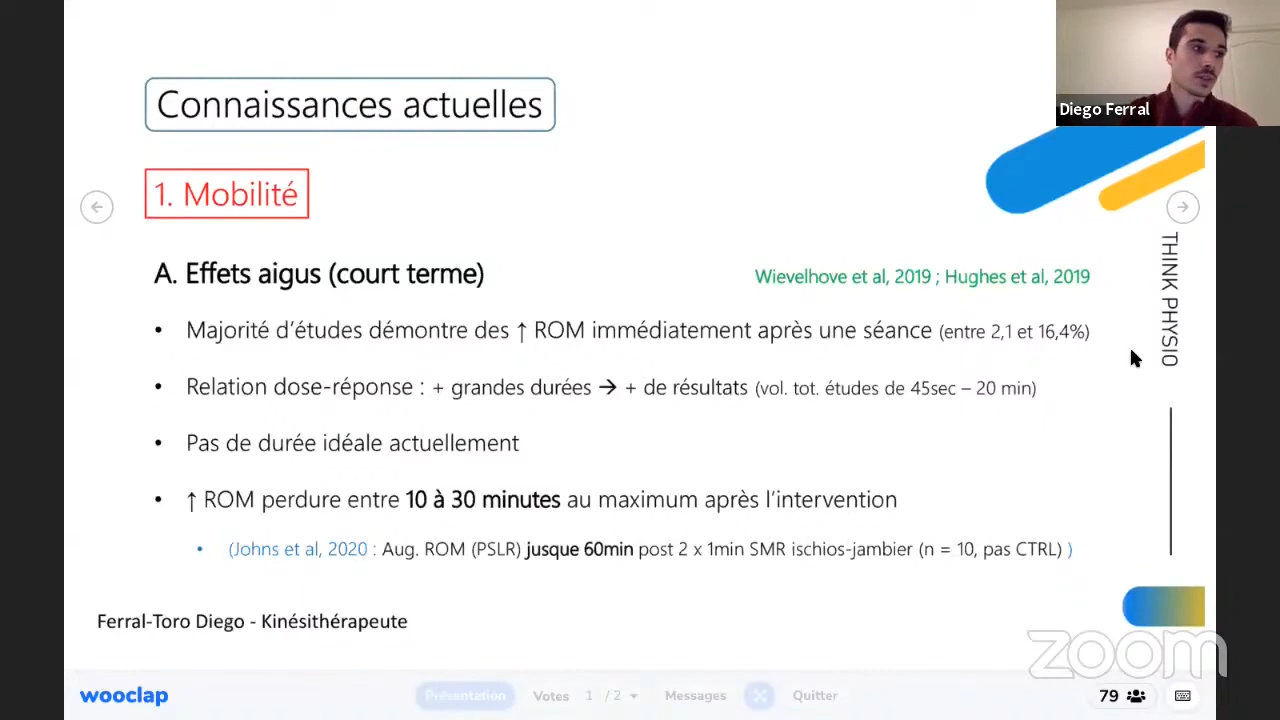 Connaissances actuelles
Diego Ferral
1. Mobilité
THINK PHYSIO
A. Effets aigus (court terme)
Wievelhove et al, 2019 ; Hughes et al, 2019
• Majorité d'études démontre des ↑ ROM immédiatement après une séance (entre 2,1 et 16,4%)
• Relation dose-réponse : + grandes durées → + de résultats (vol. tot. études de 45sec – 20 min)
• Pas de durée idéale actuellement
• ↑ ROM perdure entre 10 à 30 minutes au maximum après l'intervention
• (Johns et al, 2020 : Aug. ROM (PSLR) jusque 60min post 2 x 1min SMR ischios-jambier (n = 10, pas CTRL) )
Ferral-Toro Diego - Kinésithérapeute
zoom
wooclap
Présentation Votes 1 / 2 Messages Quitter
79